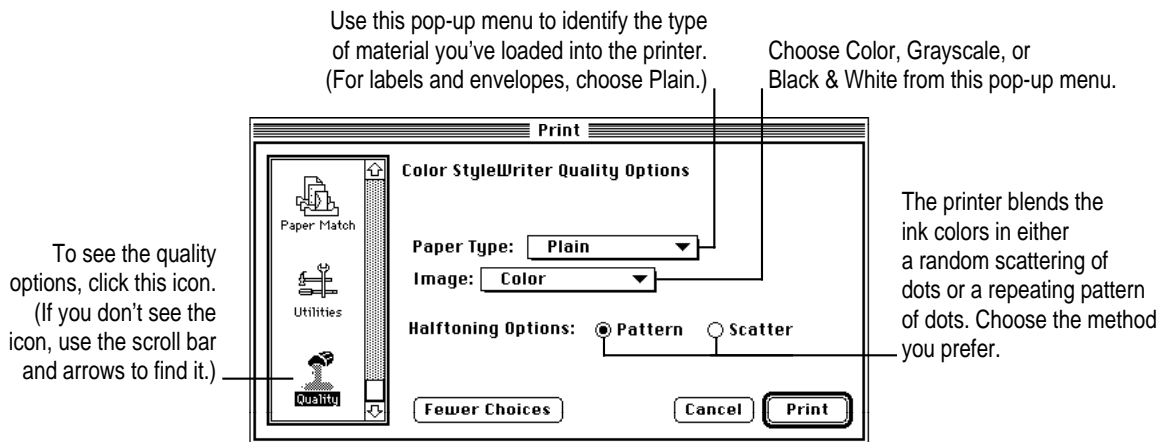 Use this pop-up menu to identify the type
of material you've loaded into the printer.
(For labels and envelopes, choose Plain.)
Choose Color, Grayscale, or
Black & White from this pop-up menu.
Print
Color StyleWriter Quality Options
Paper Match
Paper Type: Plain
Image: Color
Utilities
Halftoning Options: Pattern Scatter
Quality
Fewer Choices Cancel Print
To see the quality
options, click this icon.
(If you don't see the
icon, use the scroll bar
and arrows to find it.)
The printer blends the
ink colors in either
a random scattering of
dots or a repeating pattern
of dots. Choose the method
you prefer.